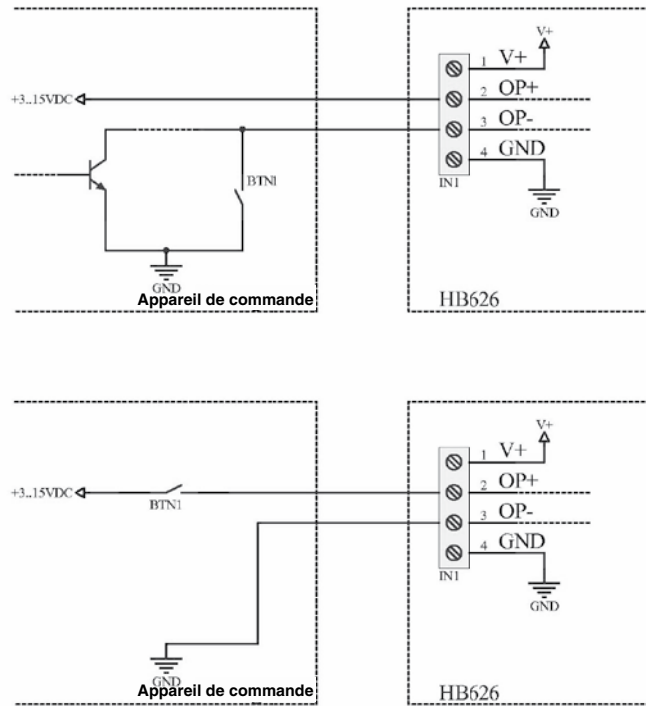 V+
1 V+
+3..15VDC
2 OP+
3 OP-
BTN1
4 GND
IN1
GND
GND
Appareil de commande
HB626
V+
1 V+
+3..15VDC
2 OP+
BTN1
3 OP-
4 GND
IN1
GND
GND
Appareil de commande
HB626